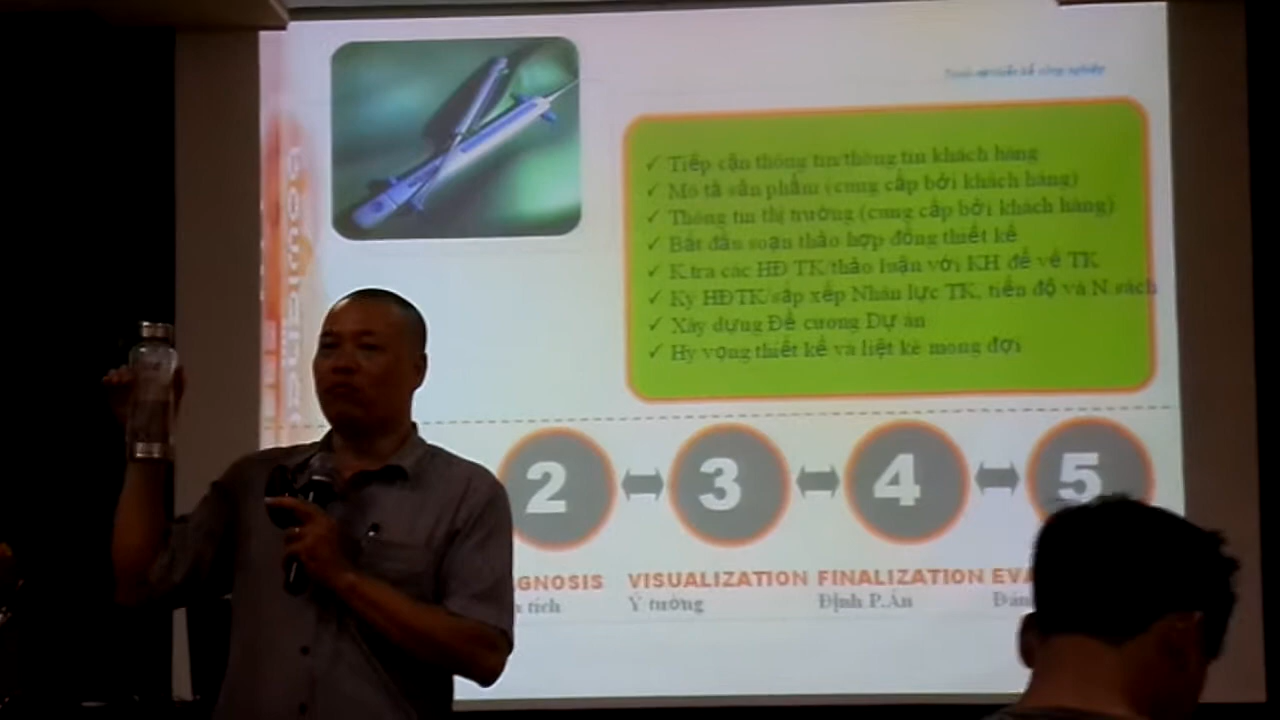 ✓ Tiếp cận thông tin/thông tin khách hàng
✓ Mô tả sản phẩm (cung cấp bởi khách hàng)
✓ Thông tin thị trường (cung cấp bởi khách hàng)
✓ Bắt đầu soạn thảo hợp đồng thiết kế
✓ K.tra các HĐ TK/thảo luận với KH để về TK
✓ Ký HĐTK/sắp xếp Nhân lực TK, tiến độ và N.sách
✓ Xây dựng Đề cương Dự án
✓ Hy vọng thiết kế và liệt kê mong đợi
2 3 4 5
GNOSIS VISUALIZATION FINALIZATION EVA
tích Ý tưởng Định P.Án Đán